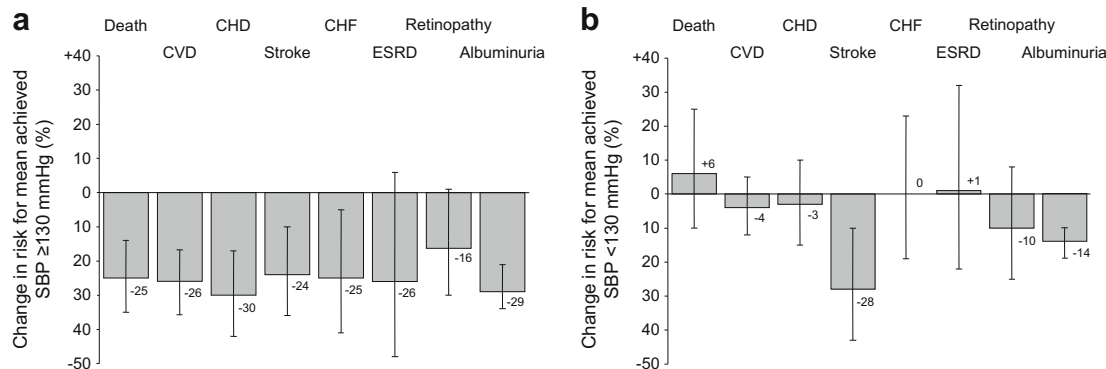 a
Death
CHD
CHF
Retinopathy
CVD
Stroke
ESRD
Albuminuria
Change in risk for mean achieved
SBP ≥130 mmHg (%)
+40
30
20
10
0
10
20
30
40
-50
-25
-26
-30
-24
-25
-26
-16
-29
b
Death
CHD
CHF
Retinopathy
CVD
Stroke
ESRD
Albuminuria
Change in risk for mean achieved
SBP <130 mmHg (%)
+40
30
20
10
0
10
20
30
40
-50
+6
-4
-3
-28
0
+1
-10
-14